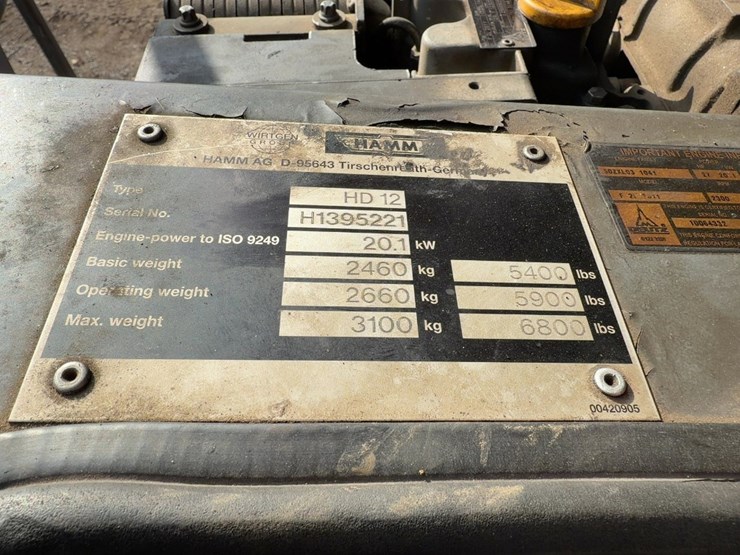 WIRTGEN GROUP
HAMM
HAMM AG D-95643 Tirschenreuth-Germany
Type HD 12
Serial No. H1395221
Engine-power to ISO 9249 20.1 kW
Basic weight 2460 kg 5400 lbs
Operating weight 2660 kg 5900 lbs
Max. weight 3100 kg 6800 lbs
00420905
IMPORTANT ENGINE
2300
DEUTZ